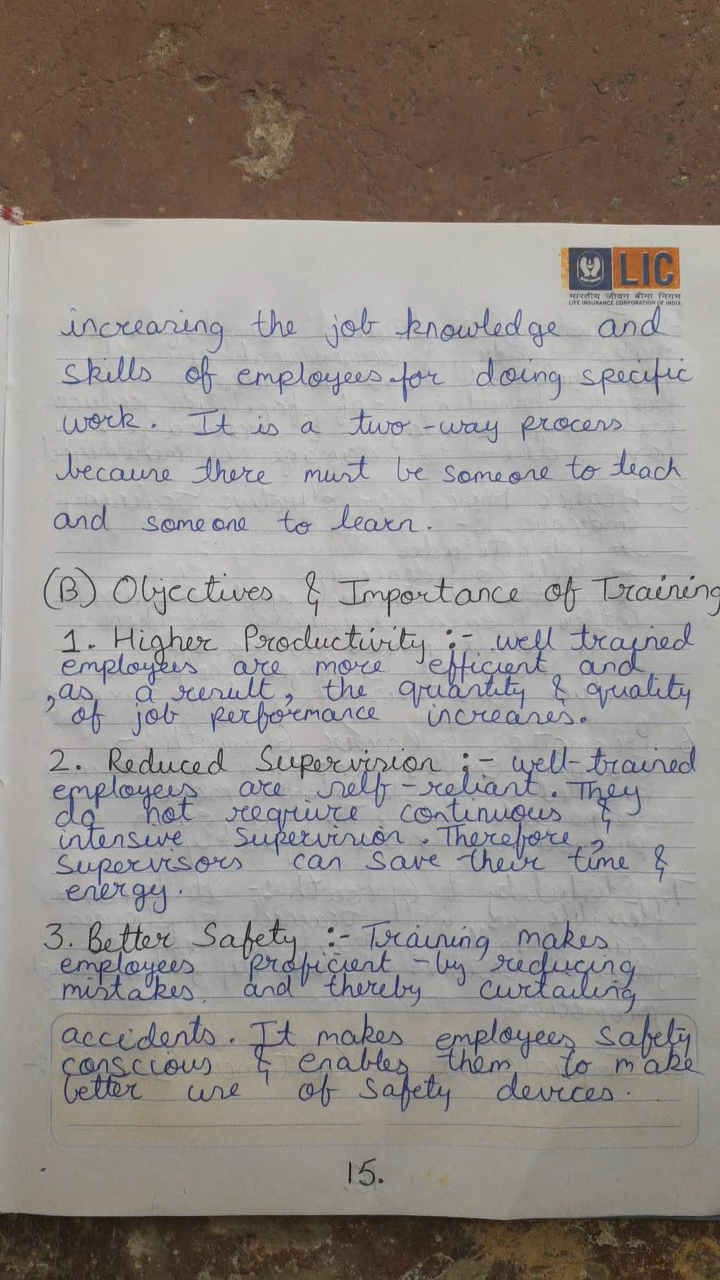 LIC
भारतीय जीवन बीमा निगम
LIFE INSURANCE CORPORATION OF INDIA
increasing the job knowledge and
skills of employees for doing specific
work. It is a two-way process
because there must be someone to teach
and someone to learn.
(B) Objectives & Importance of Training
1. Higher Productivity :- well trained
employees are more efficient and
, as a result, the quantity & quality
of job performance increases.
2. Reduced Supervision :- well-trained
employees are self-reliant. They
do not reqriure continuous &
intensive Supervision. Therefore,
Supervisors can save their time &
energy.
3. Better Safety :- Training makes
employees proficient -by reducing
mistakes and thereby curtailing
accidents. It makes employees safety
conscious & enables them to make
better use of safety devices.
15.